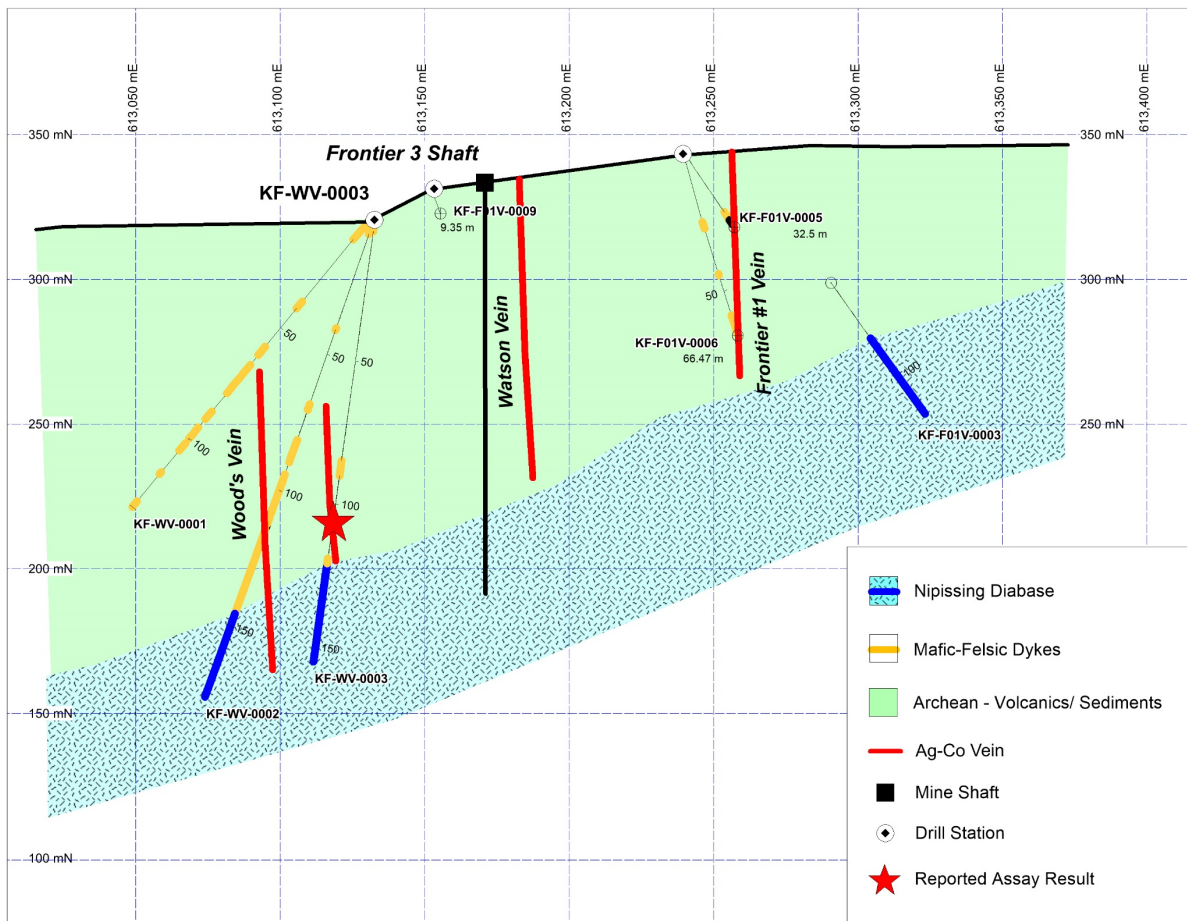 613,050 mE
613,100 mE
613,150 mE
613,200 mE
613,250 mE
613,300 mE
613,350 mE
613,400 mE
350 mN
350 mN
Frontier 3 Shaft
KF-WV-0003
KF-F01V-0009
9.35 m
KF-F01V-0005
32.5 m
300 mN
300 mN
50
50
50
50
KF-F01V-0006
66.47 m
Frontier #1 Vein
Watson Vein
Wood's Vein
100
KF-F01V-0003
250 mN
250 mN
100
100
100
KF-WV-0001
200 mN
150
150
KF-WV-0003
KF-WV-0002
150 mN
100 mN
Nipissing Diabase
Mafic-Felsic Dykes
Archean - Volcanics/ Sediments
Ag-Co Vein
Mine Shaft
Drill Station
Reported Assay Result